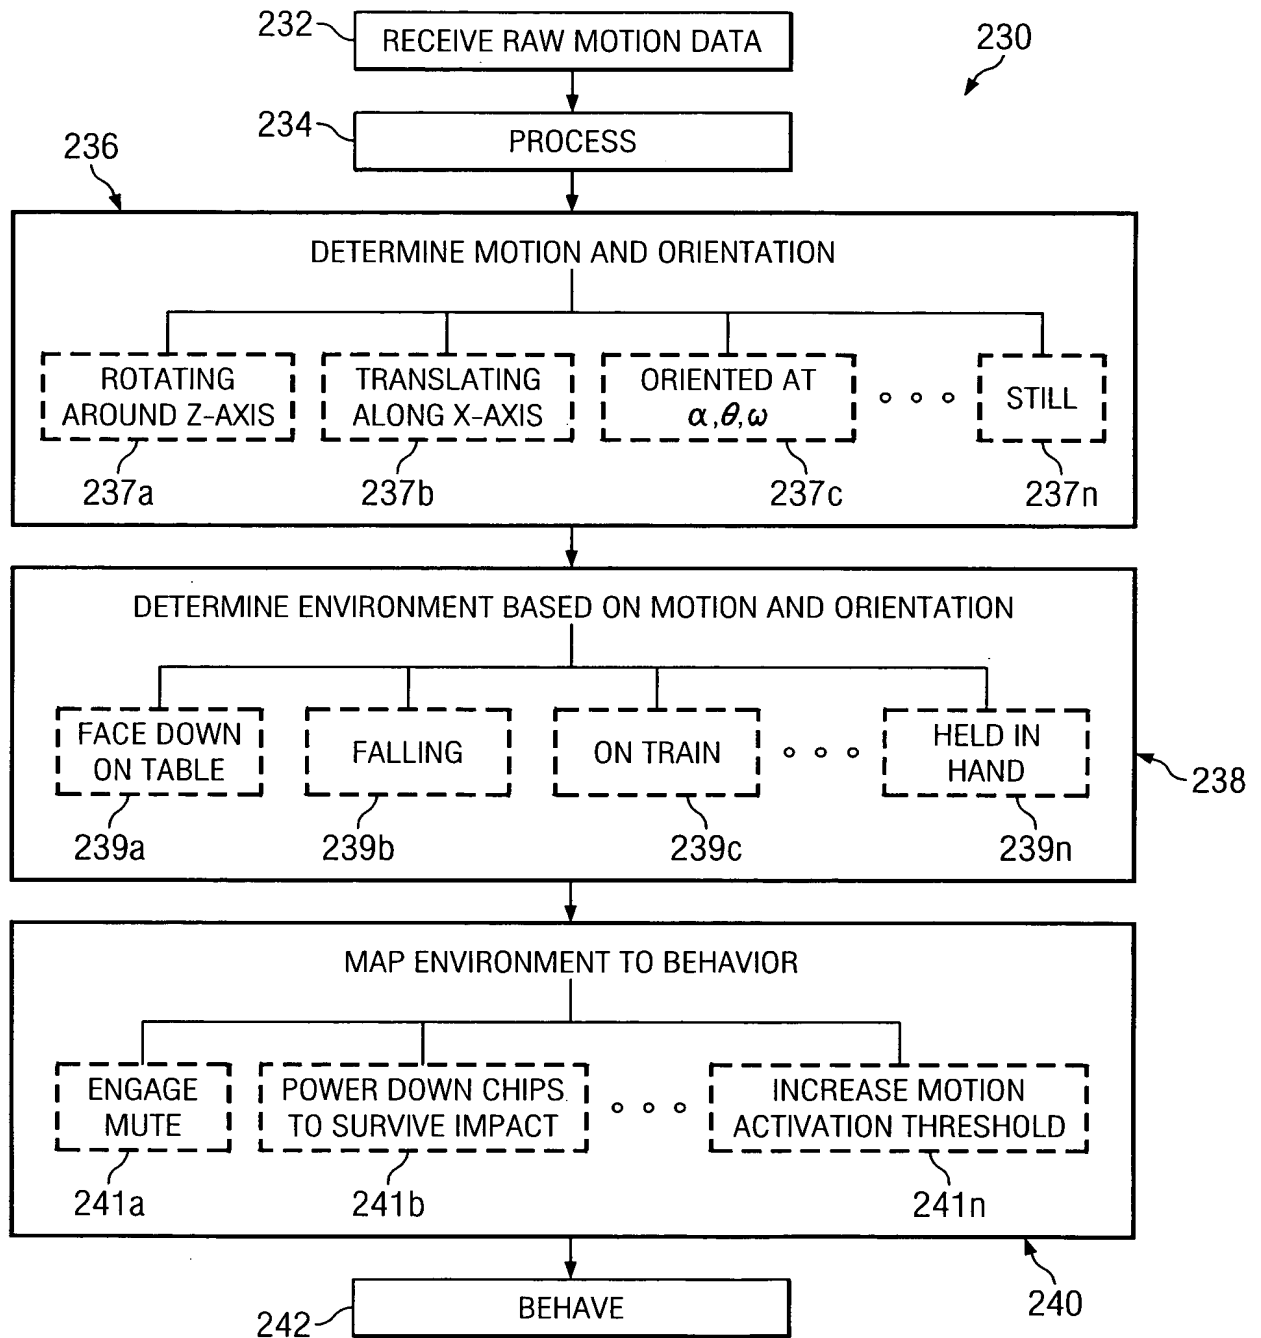 232
RECEIVE RAW MOTION DATA
230
234
PROCESS
236
DETERMINE MOTION AND ORIENTATION
ROTATING
AROUND Z-AXIS
TRANSLATING
ALONG X-AXIS
ORIENTED AT
α,θ,ω
STILL
237a
237b
237c
237n
DETERMINE ENVIRONMENT BASED ON MOTION AND ORIENTATION
FACE DOWN
ON TABLE
FALLING
ON TRAIN
HELD IN
HAND
238
239a
239b
239c
239n
MAP ENVIRONMENT TO BEHAVIOR
ENGAGE
MUTE
POWER DOWN CHIPS
TO SURVIVE IMPACT
INCREASE MOTION
ACTIVATION THRESHOLD
241a
241b
241n
240
242
BEHAVE